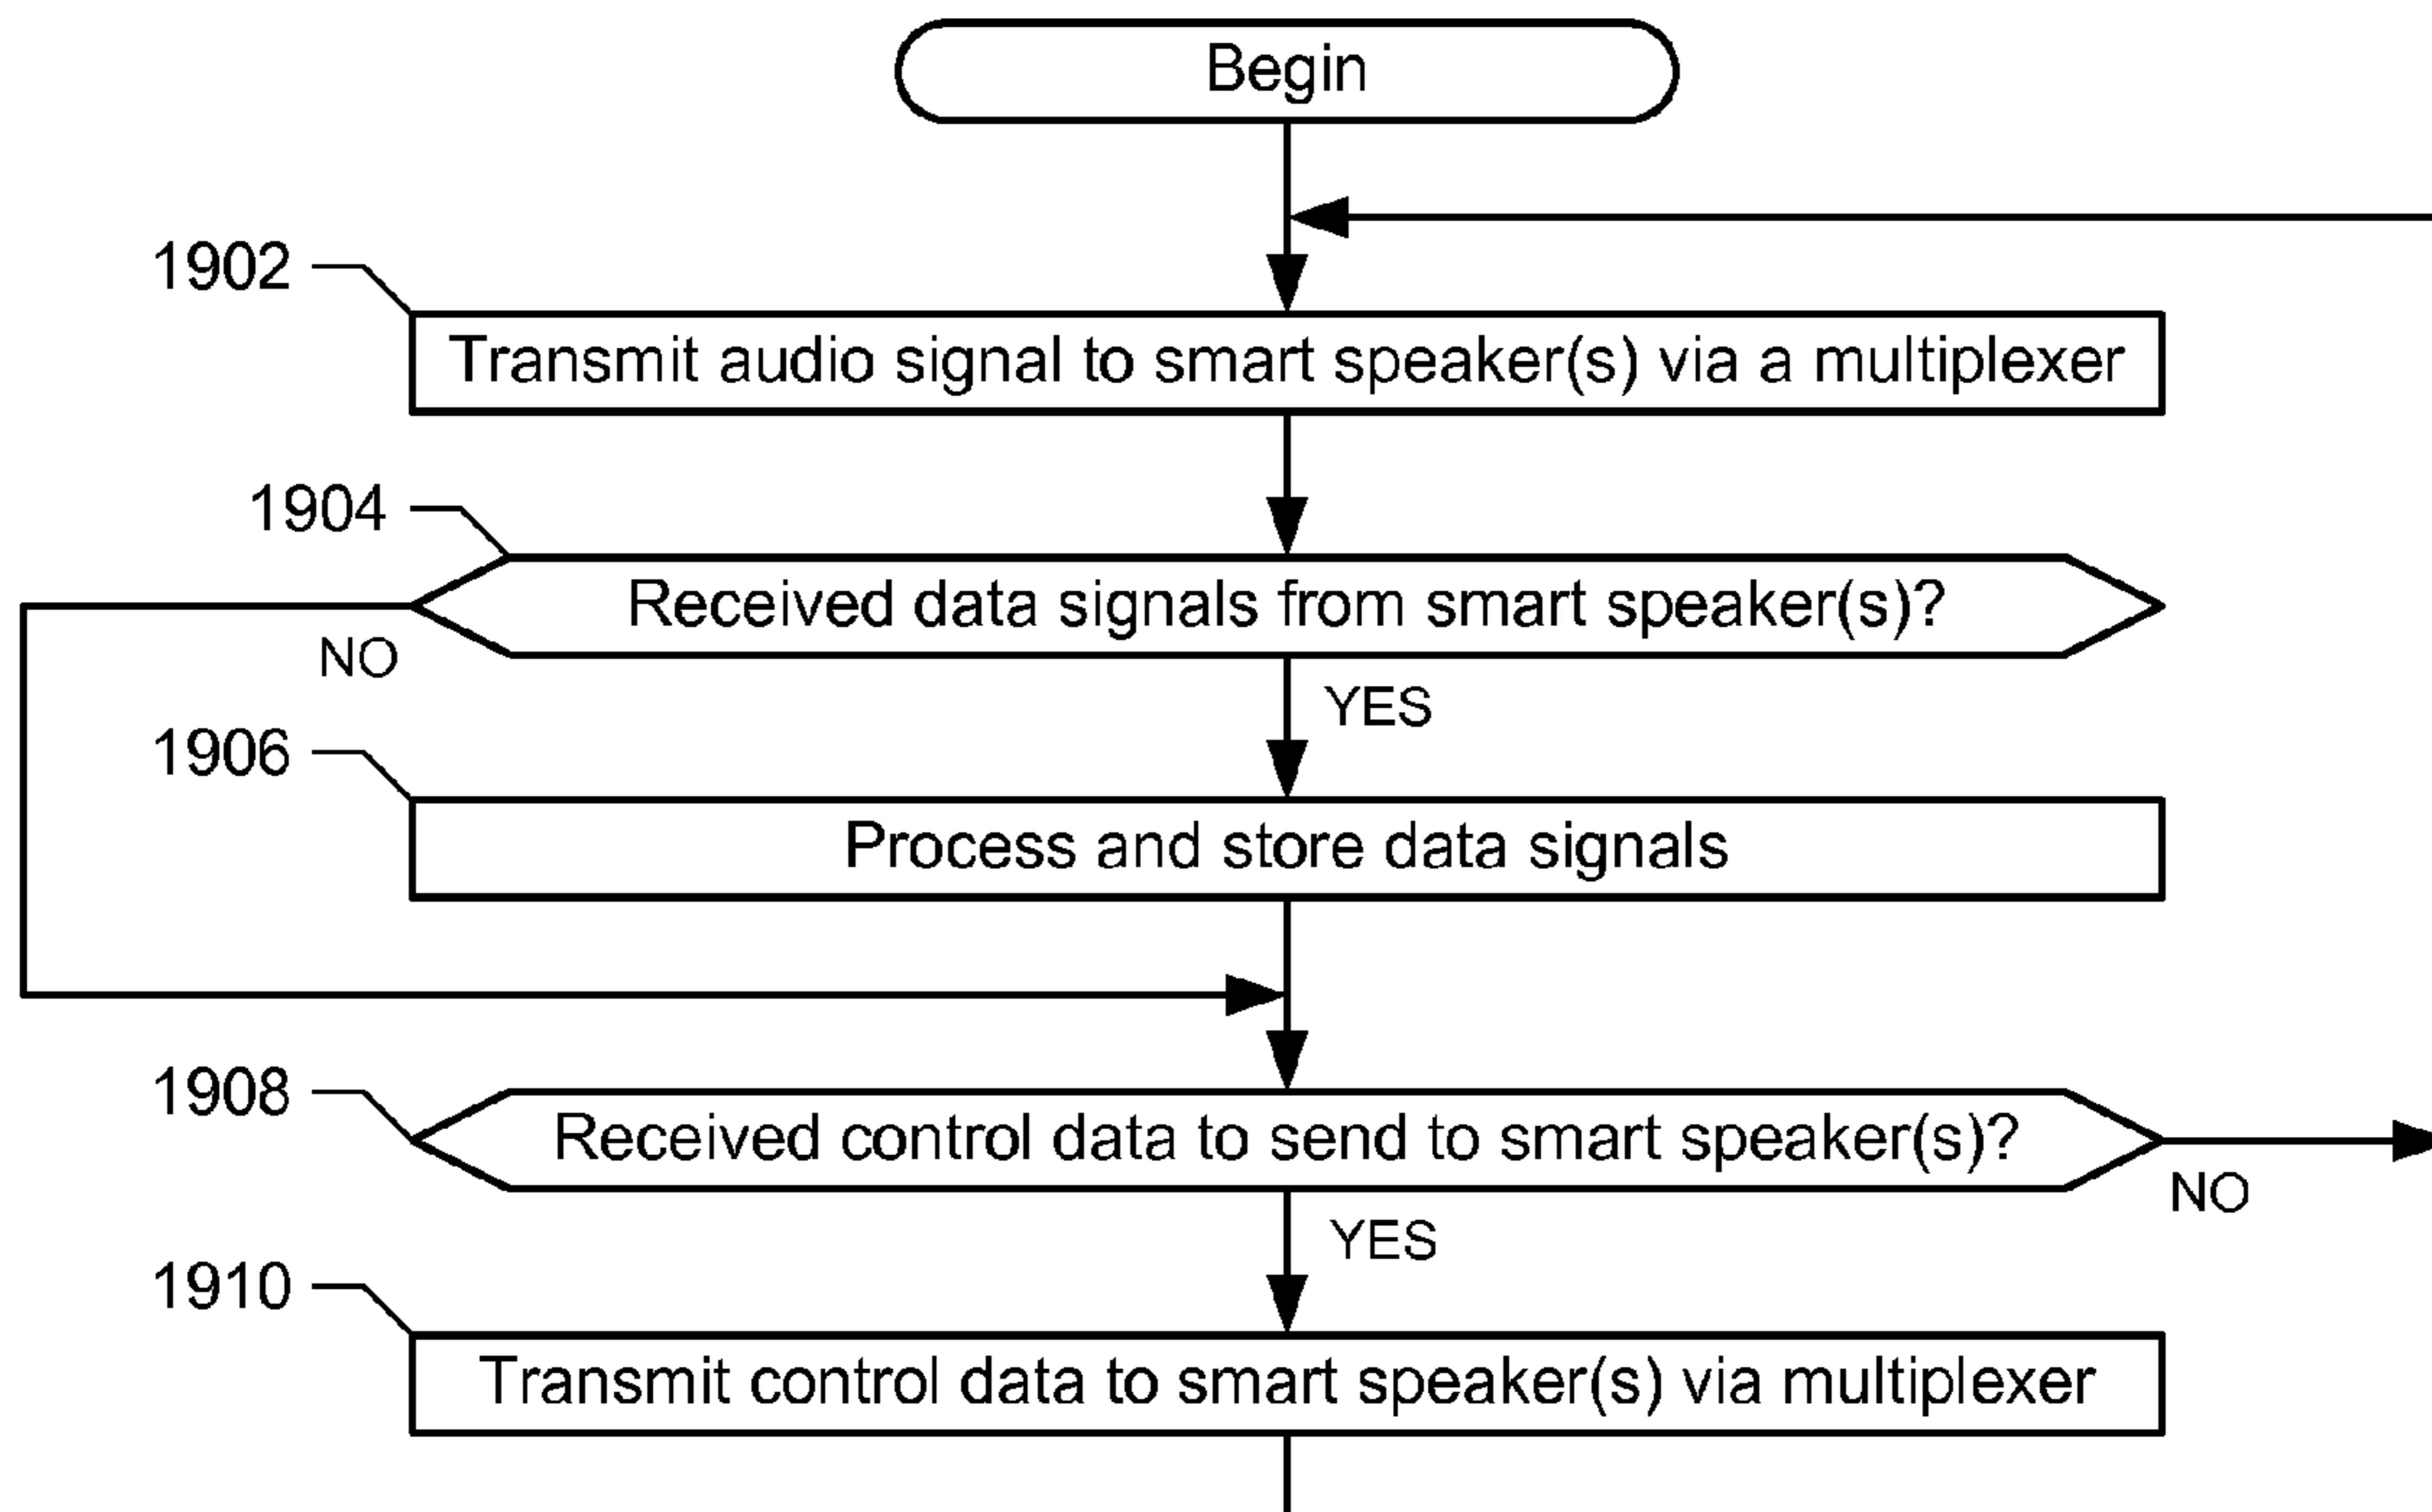 Begin
1902
Transmit audio signal to smart speaker(s) via a multiplexer
1904
Received data signals from smart speaker(s)?
NO
YES
1906
Process and store data signals
1908
Received control data to send to smart speaker(s)?
NO
YES
1910
Transmit control data to smart speaker(s) via multiplexer